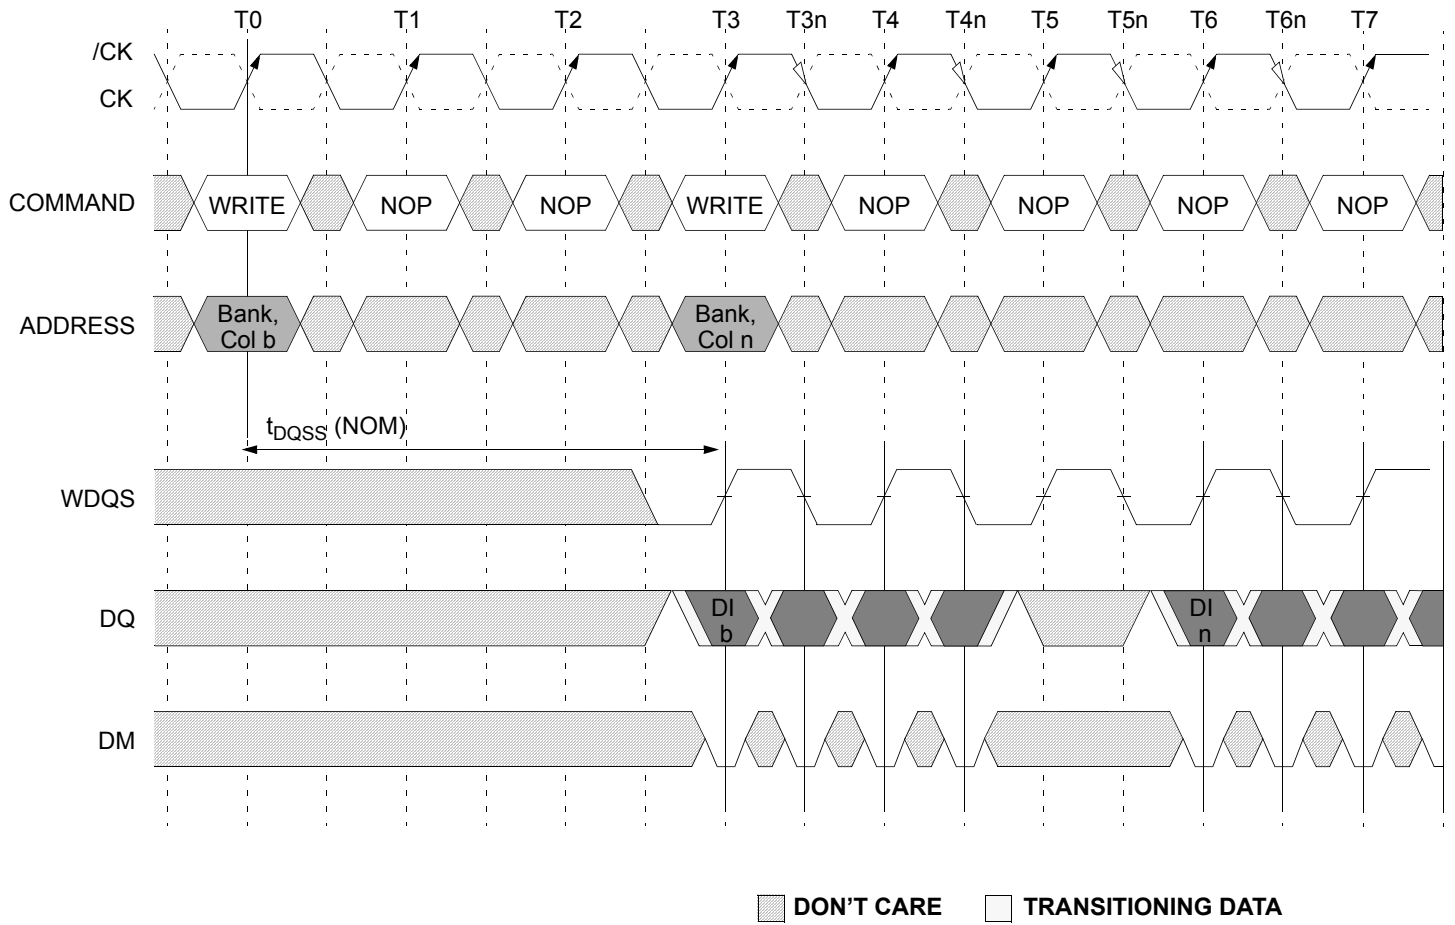 T0 T1 T2 T3 T3n T4 T4n T5 T5n T6 T6n T7
/CK
CK
COMMAND WRITE NOP NOP WRITE NOP NOP NOP NOP
ADDRESS Bank, Col b Bank, Col n
tDQSS (NOM)
WDQS
DQ DI b DI n
DM
DON'T CARE TRANSITIONING DATA